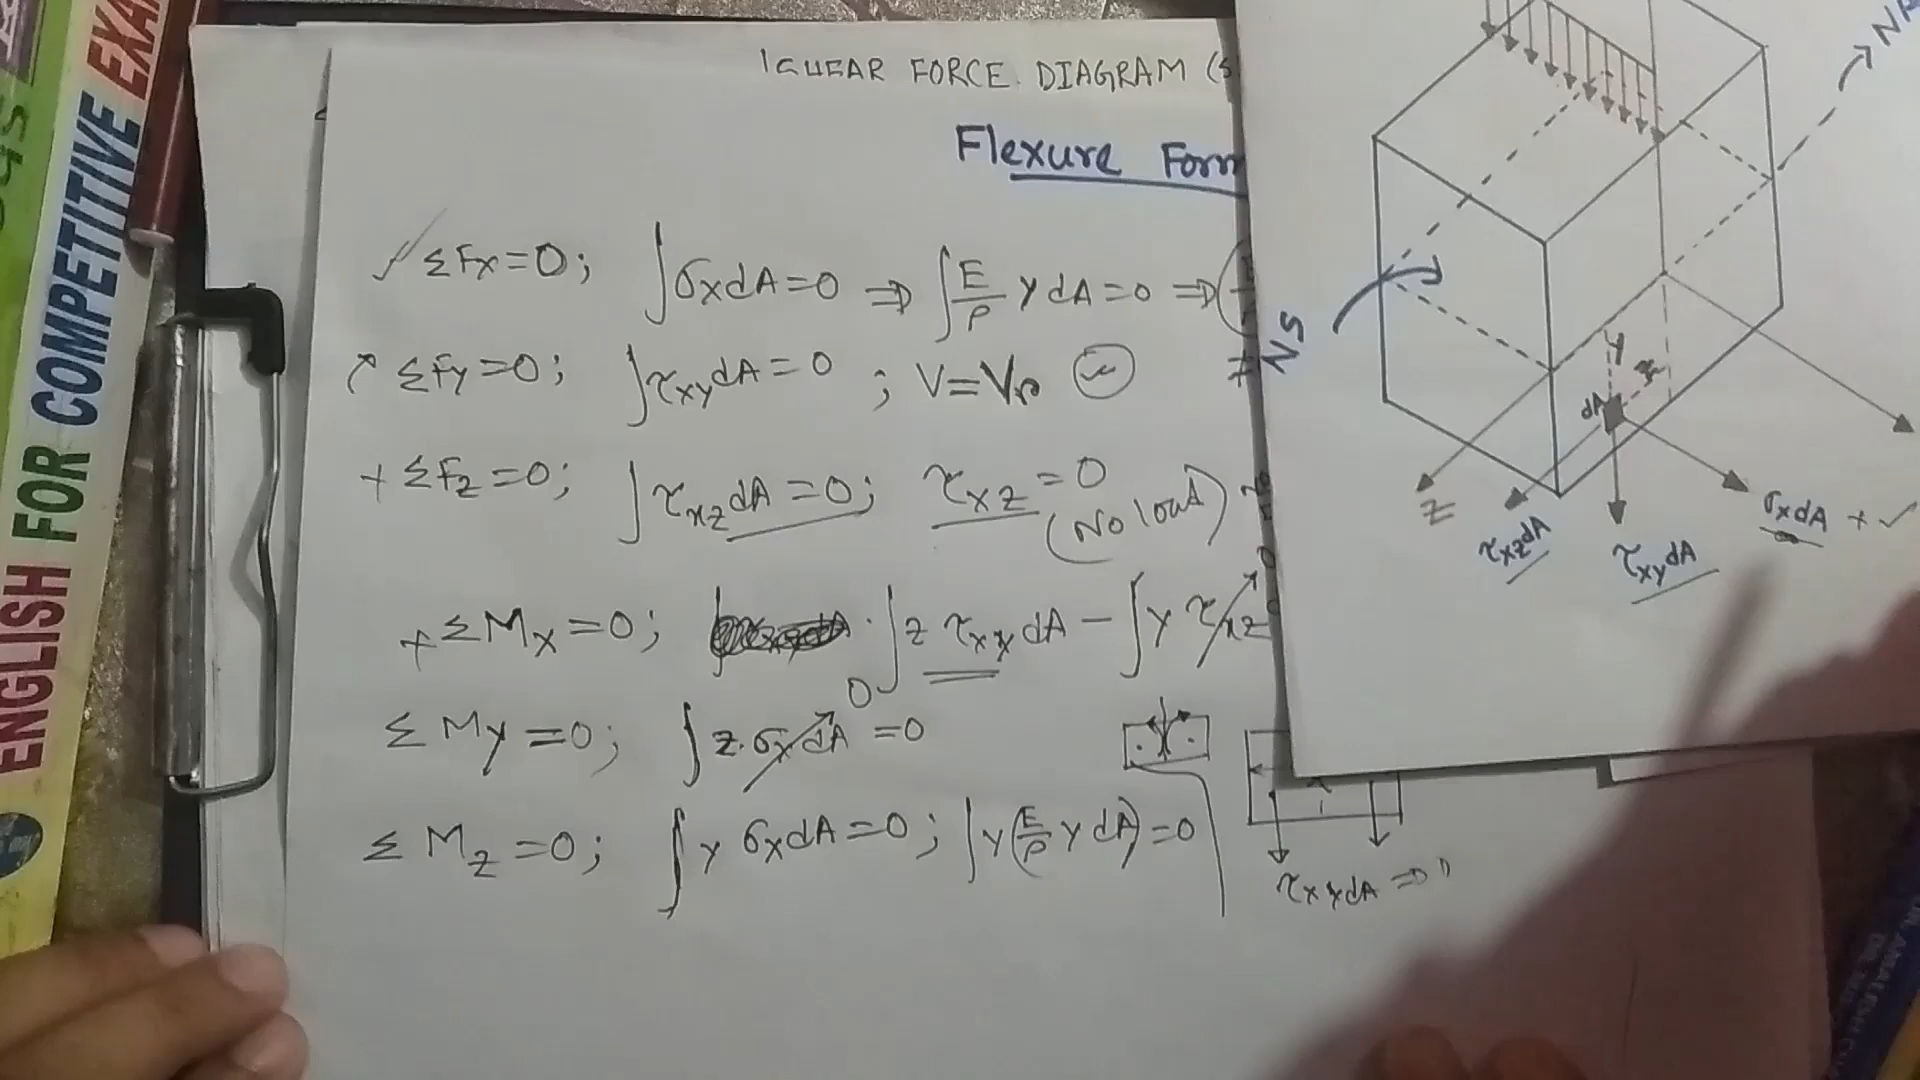 SHEAR FORCE DIAGRAM (S
Flexure Form
ΣFx=0; ∫σxdA=0 ⇒ ∫E/ρ y dA=0 ⇒
ΣFy=0; ∫τxydA=0 ; V=Vr
+ ΣFz=0; ∫τxzdA=0; τxz=0
(No load)
+ ΣMx=0; ∫z τxy dA − ∫y τxz
0
ΣMy=0; ∫z.σxdA=0
ΣMz=0; ∫y σxdA=0; ∫y(E/ρ y dA)=0
τxydA ⇒
NS
y
z
dA
Z
τxzdA
τxydA
σxdA + ✓
ENGLISH FOR COMPETITIVE EXA